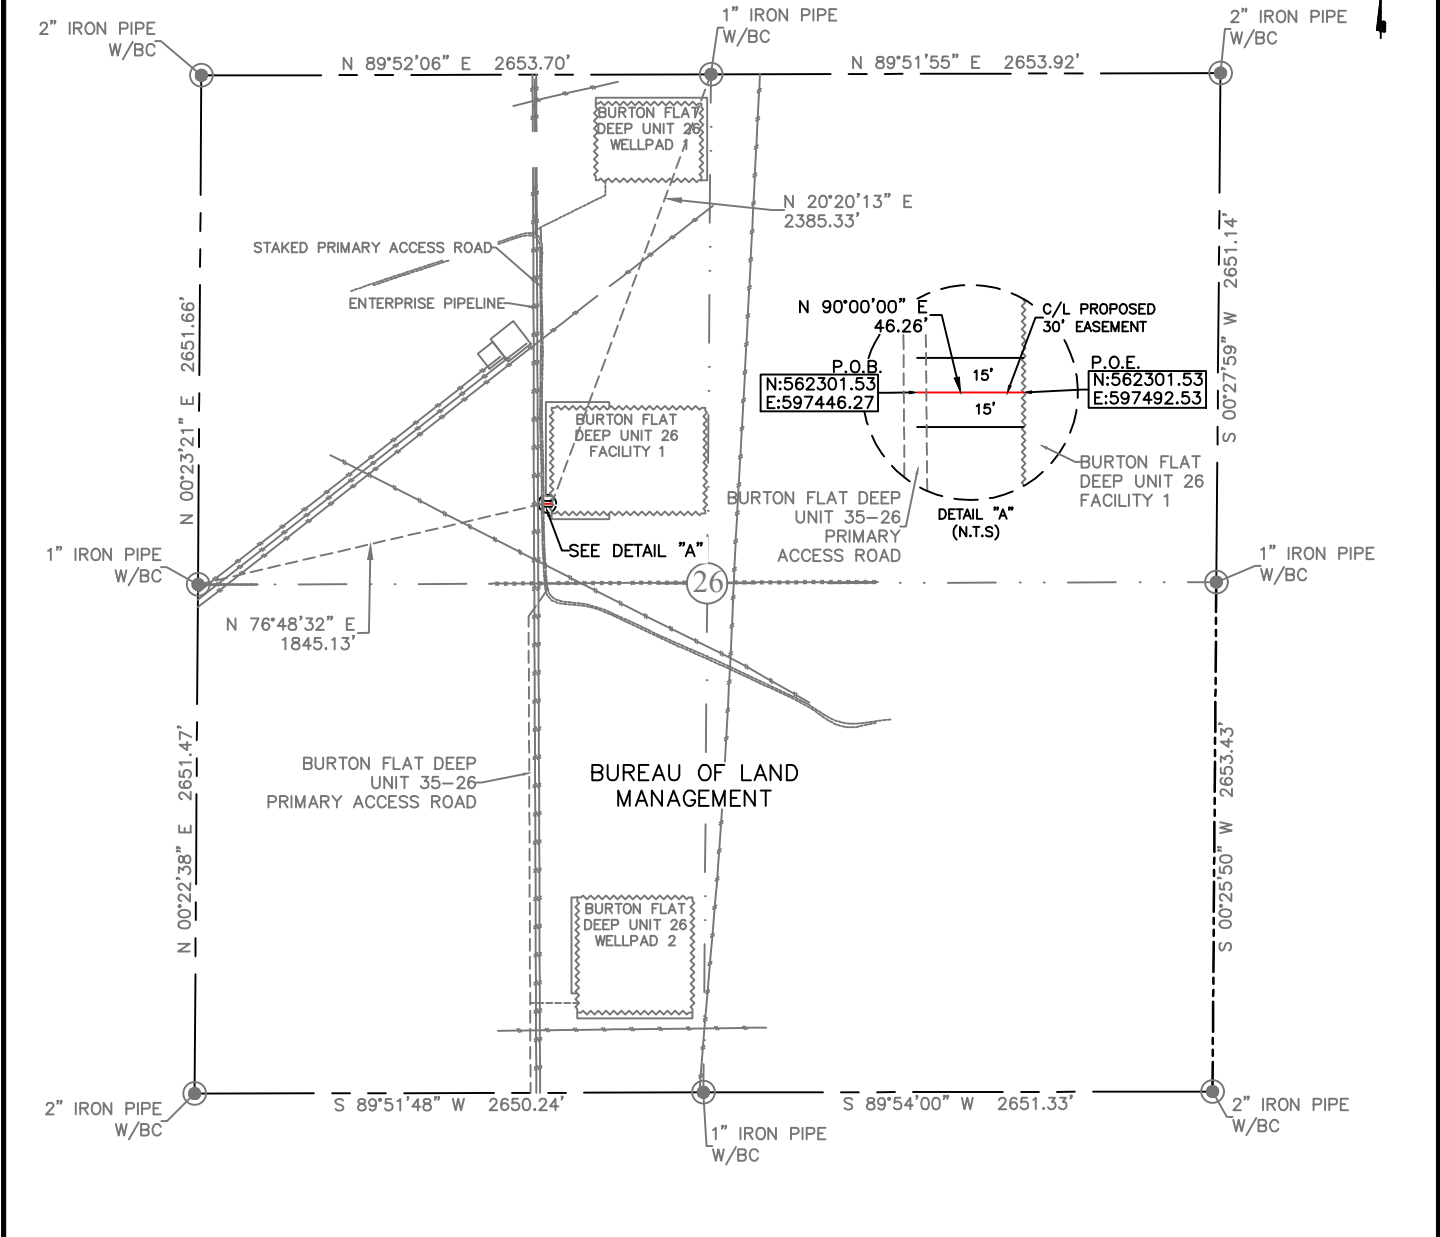 2" IRON PIPE
W/BC
1" IRON PIPE
W/BC
2" IRON PIPE
W/BC
N 89°52'06" E 2653.70'
N 89°51'55" E 2653.92'
BURTON FLAT
DEEP UNIT 26
WELLPAD 1
N 20°20'13" E
2385.33'
STAKED PRIMARY ACCESS ROAD
ENTERPRISE PIPELINE
N 00°23'21" E 2651.66'
S 00°27'59" W 2651.14'
N 90°00'00" E
46.26'
C/L PROPOSED
30' EASEMENT
P.O.B.
N:562301.53
E:597446.27
15'
15'
P.O.E.
N:562301.53
E:597492.53
BURTON FLAT
DEEP UNIT 26
FACILITY 1
BURTON FLAT DEEP
UNIT 35-26
PRIMARY
ACCESS ROAD
DETAIL "A"
(N.T.S)
BURTON FLAT
DEEP UNIT 26
FACILITY 1
SEE DETAIL "A"
1" IRON PIPE
W/BC
26
1" IRON PIPE
W/BC
N 76°48'32" E
1845.13'
N 00°22'38" E 2651.47'
S 00°25'50" W 2653.43'
BURTON FLAT DEEP
UNIT 35-26
PRIMARY ACCESS ROAD
BUREAU OF LAND
MANAGEMENT
BURTON FLAT
DEEP UNIT 26
WELLPAD 2
2" IRON PIPE
W/BC
S 89°51'48" W 2650.24'
S 89°54'00" W 2651.33'
1" IRON PIPE
W/BC
2" IRON PIPE
W/BC